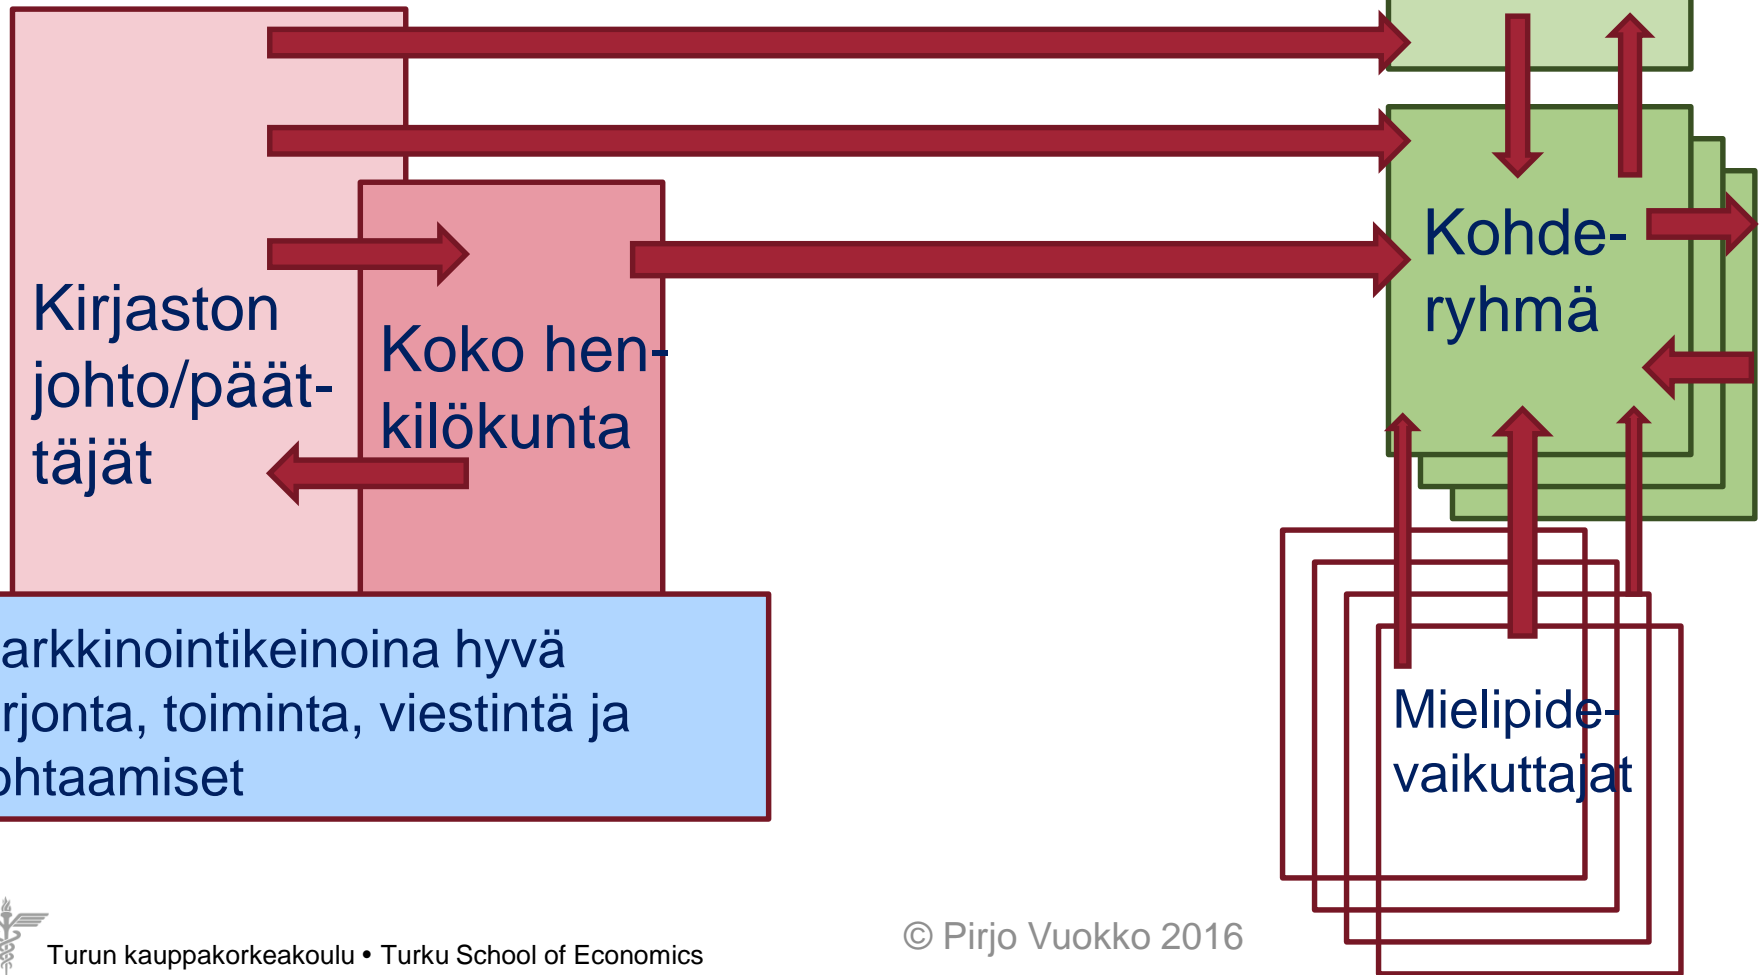 Kirjaston
johto/päät-
täjät
Koko hen-
kilökunta
Kohde-
ryhmä
arkkinointikeinoina hyvä
rjonta, toiminta, viestintä ja
ohtaamiset
Mielipide-
vaikuttajat
Turun kauppakorkeakoulu • Turku School of Economics
© Pirjo Vuokko 2016